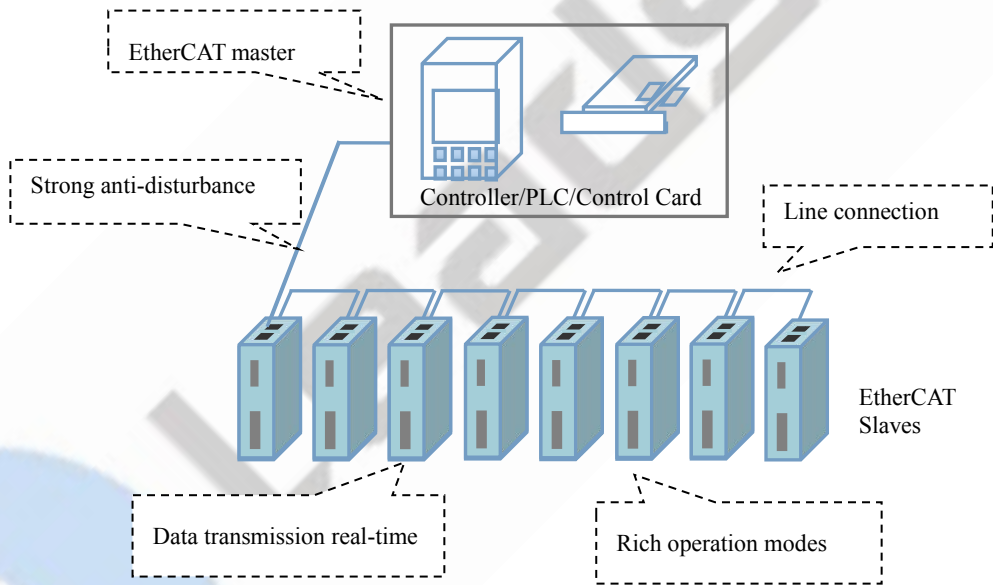 EtherCAT master
Controller/PLC/Control Card
Strong anti-disturbance
Line connection
EtherCAT
Slaves
Data transmission real-time
Rich operation modes